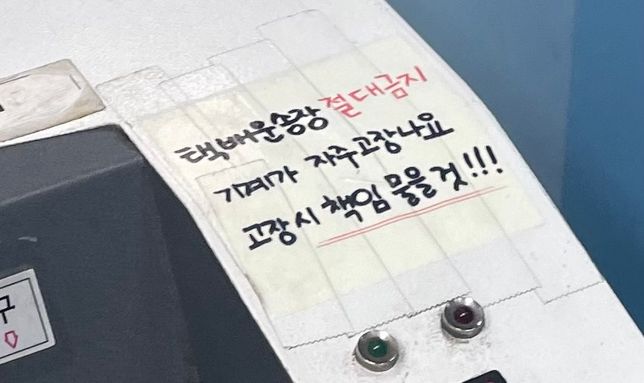 택배운송장 절대금지
기계가 자주고장나요
고장시 책임 물을것!!!
구